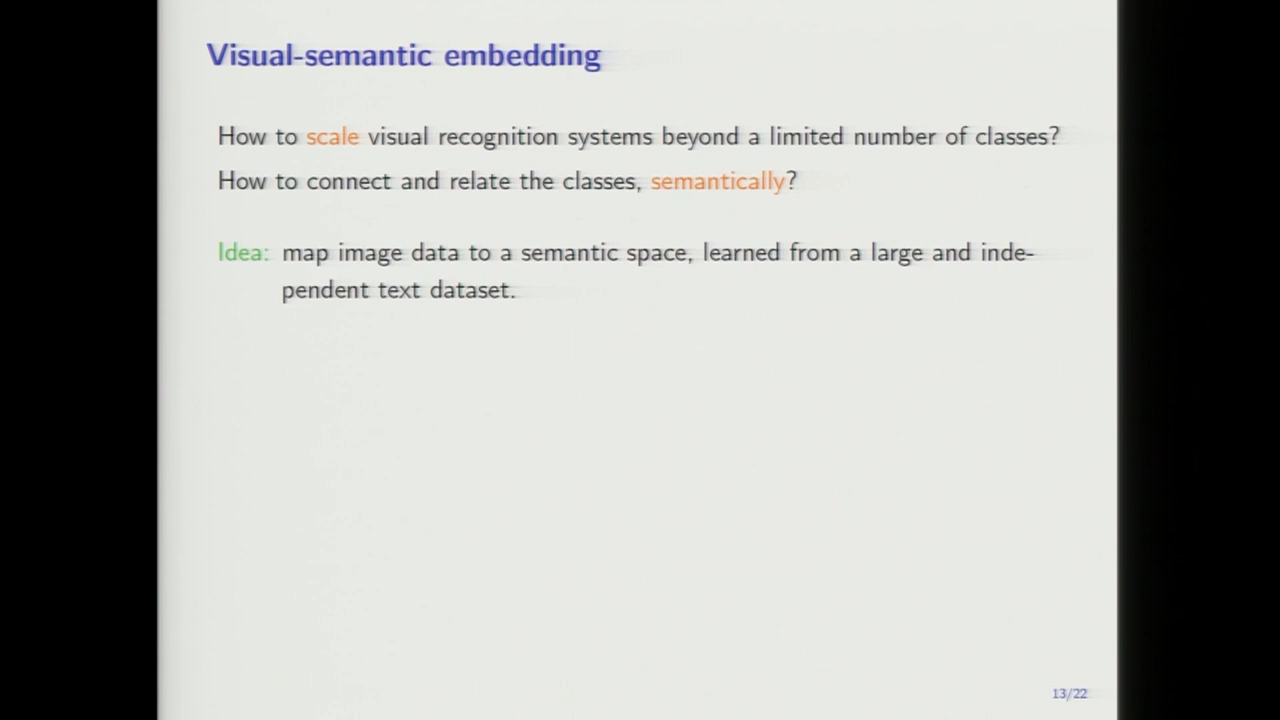 Visual-semantic embedding
How to scale visual recognition systems beyond a limited number of classes?
How to connect and relate the classes, semantically?
Idea: map image data to a semantic space, learned from a large and inde-
pendent text dataset.
13/22